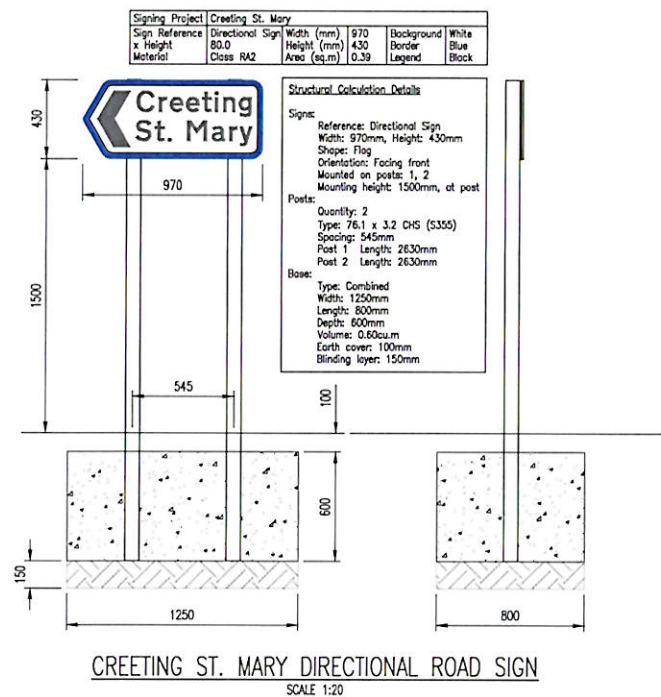 Signing Project Creeting St. Mary
Sign Reference Directional Sign Width (mm) 970 Background White
x Height 80.0 Height (mm) 430 Border Blue
Material Class RA2 Area (sq.m) 0.39 Legend Black
Creeting
St. Mary
430
970
1500
545
100
600
150
1250
800
Structural Calculation Details
Signs:
Reference: Directional Sign
Width: 970mm, Height: 430mm
Shape: Flag
Orientation: Facing front
Mounted on posts: 1, 2
Mounting height: 1500mm, at post
Posts:
Quantity: 2
Type: 76.1 x 3.2 CHS (S355)
Spacing: 545mm
Post 1 Length: 2630mm
Post 2 Length: 2630mm
Base:
Type: Combined
Width: 1250mm
Length: 800mm
Depth: 600mm
Volume: 0.60cu.m
Earth cover: 100mm
Blinding layer: 150mm
CREETING ST. MARY DIRECTIONAL ROAD SIGN
SCALE 1:20